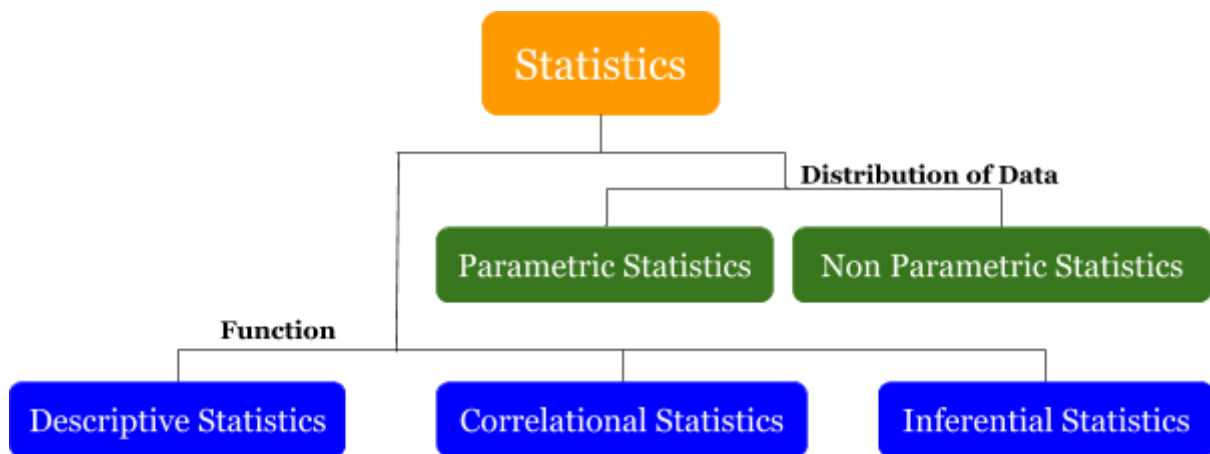 Statistics
Distribution of Data
Parametric Statistics
Non Parametric Statistics
Function
Descriptive Statistics
Correlational Statistics
Inferential Statistics